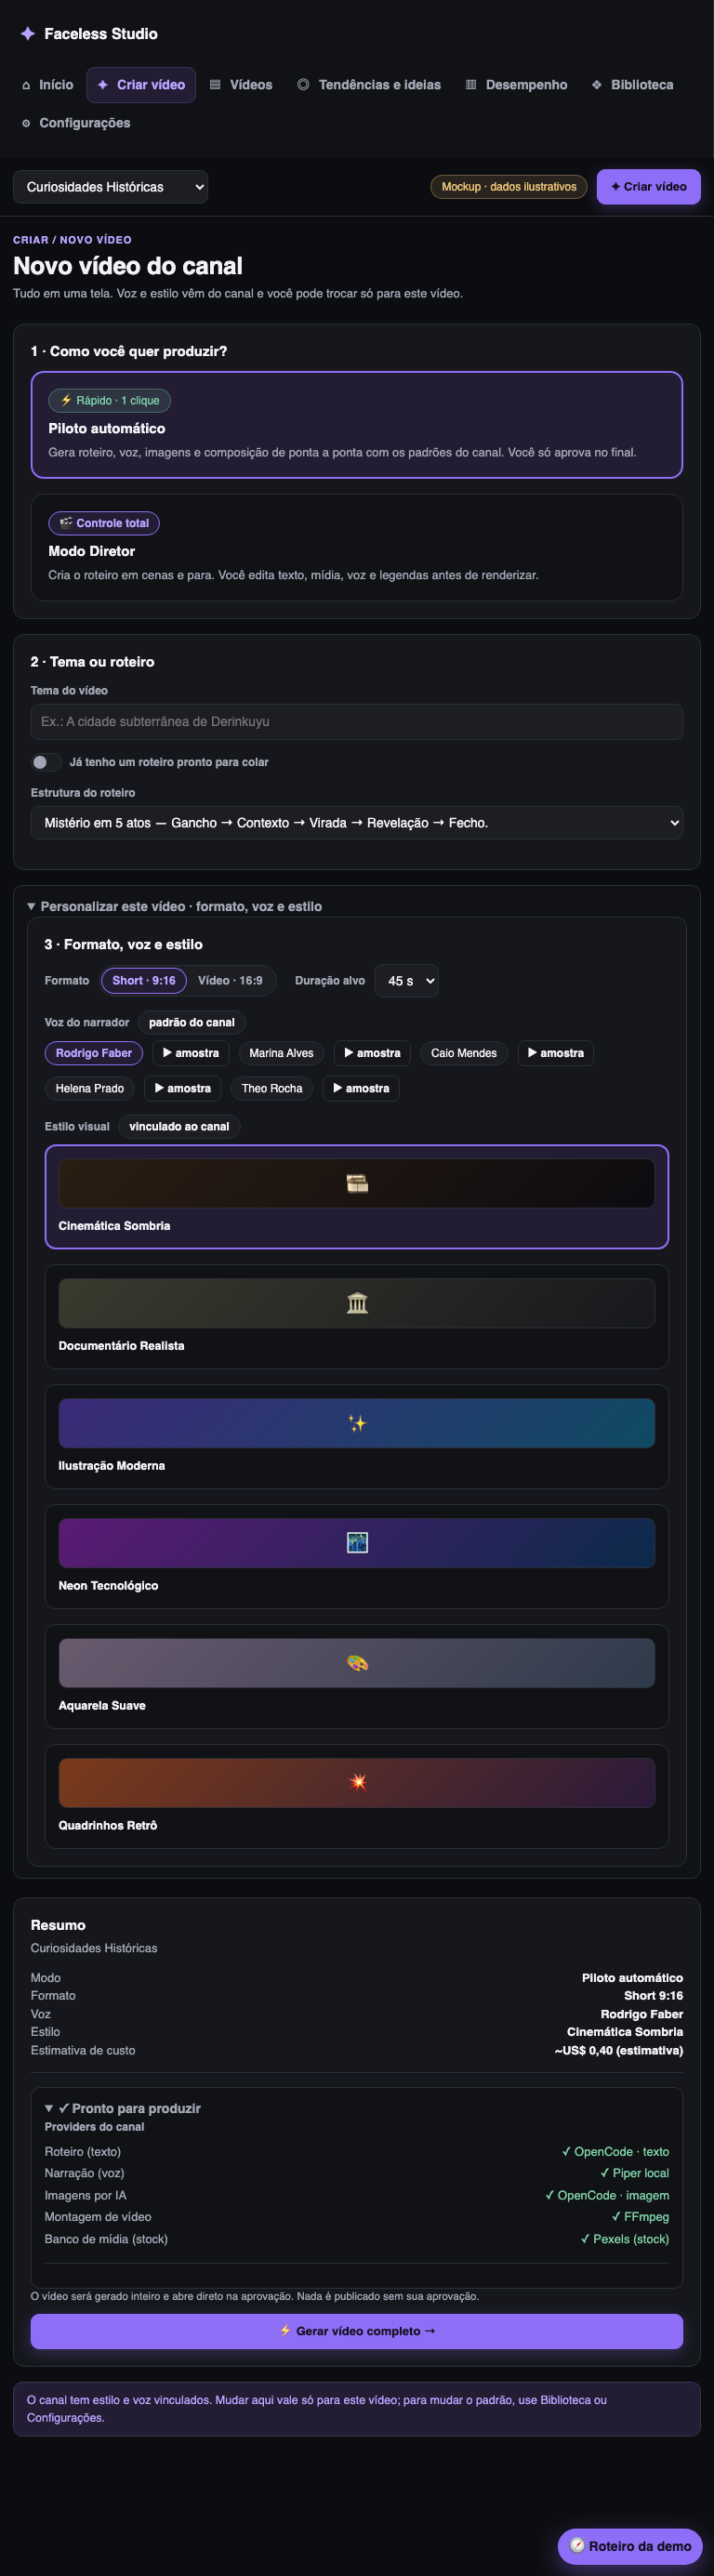 Faceless Studio
Início
Criar vídeo
Vídeos
Tendências e ideias
Desempenho
Biblioteca
Configurações
Curiosidades Históricas
Mockup · dados ilustrativos
✦ Criar vídeo
CRIAR / NOVO VÍDEO
Novo vídeo do canal
Tudo em uma tela. Voz e estilo vêm do canal e você pode trocar só para este vídeo.
1 · Como você quer produzir?
⚡ Rápido · 1 clique
Piloto automático
Gera roteiro, voz, imagens e composição de ponta a ponta com os padrões do canal. Você só aprova no final.
🎬 Controle total
Modo Diretor
Cria o roteiro em cenas e para. Você edita texto, mídia, voz e legendas antes de renderizar.
2 · Tema ou roteiro
Tema do vídeo
Ex.: A cidade subterrânea de Derinkuyu
Já tenho um roteiro pronto para colar
Estrutura do roteiro
Mistério em 5 atos — Gancho → Contexto → Virada → Revelação → Fecho.
▼ Personalizar este vídeo · formato, voz e estilo
3 · Formato, voz e estilo
Formato Short · 9:16 Vídeo · 16:9 Duração alvo 45 s
Voz do narrador padrão do canal
Rodrigo Faber ▶ amostra Marina Alves ▶ amostra Caio Mendes ▶ amostra
Helena Prado ▶ amostra Theo Rocha ▶ amostra
Estilo visual vinculado ao canal
Cinemática Sombria
Documentário Realista
Ilustração Moderna
Neon Tecnológico
Aquarela Suave
Quadrinhos Retrô
Resumo
Curiosidades Históricas
Modo Piloto automático
Formato Short 9:16
Voz Rodrigo Faber
Estilo Cinemática Sombria
Estimativa de custo ~US$ 0,40 (estimativa)
▼ ✓ Pronto para produzir
Providers do canal
Roteiro (texto) ✓ OpenCode · texto
Narração (voz) ✓ Piper local
Imagens por IA ✓ OpenCode · imagem
Montagem de vídeo ✓ FFmpeg
Banco de mídia (stock) ✓ Pexels (stock)
O vídeo será gerado inteiro e abre direto na aprovação. Nada é publicado sem sua aprovação.
⚡ Gerar vídeo completo →
O canal tem estilo e voz vinculados. Mudar aqui vale só para este vídeo; para mudar o padrão, use Biblioteca ou
Configurações.
🧭 Roteiro da demo